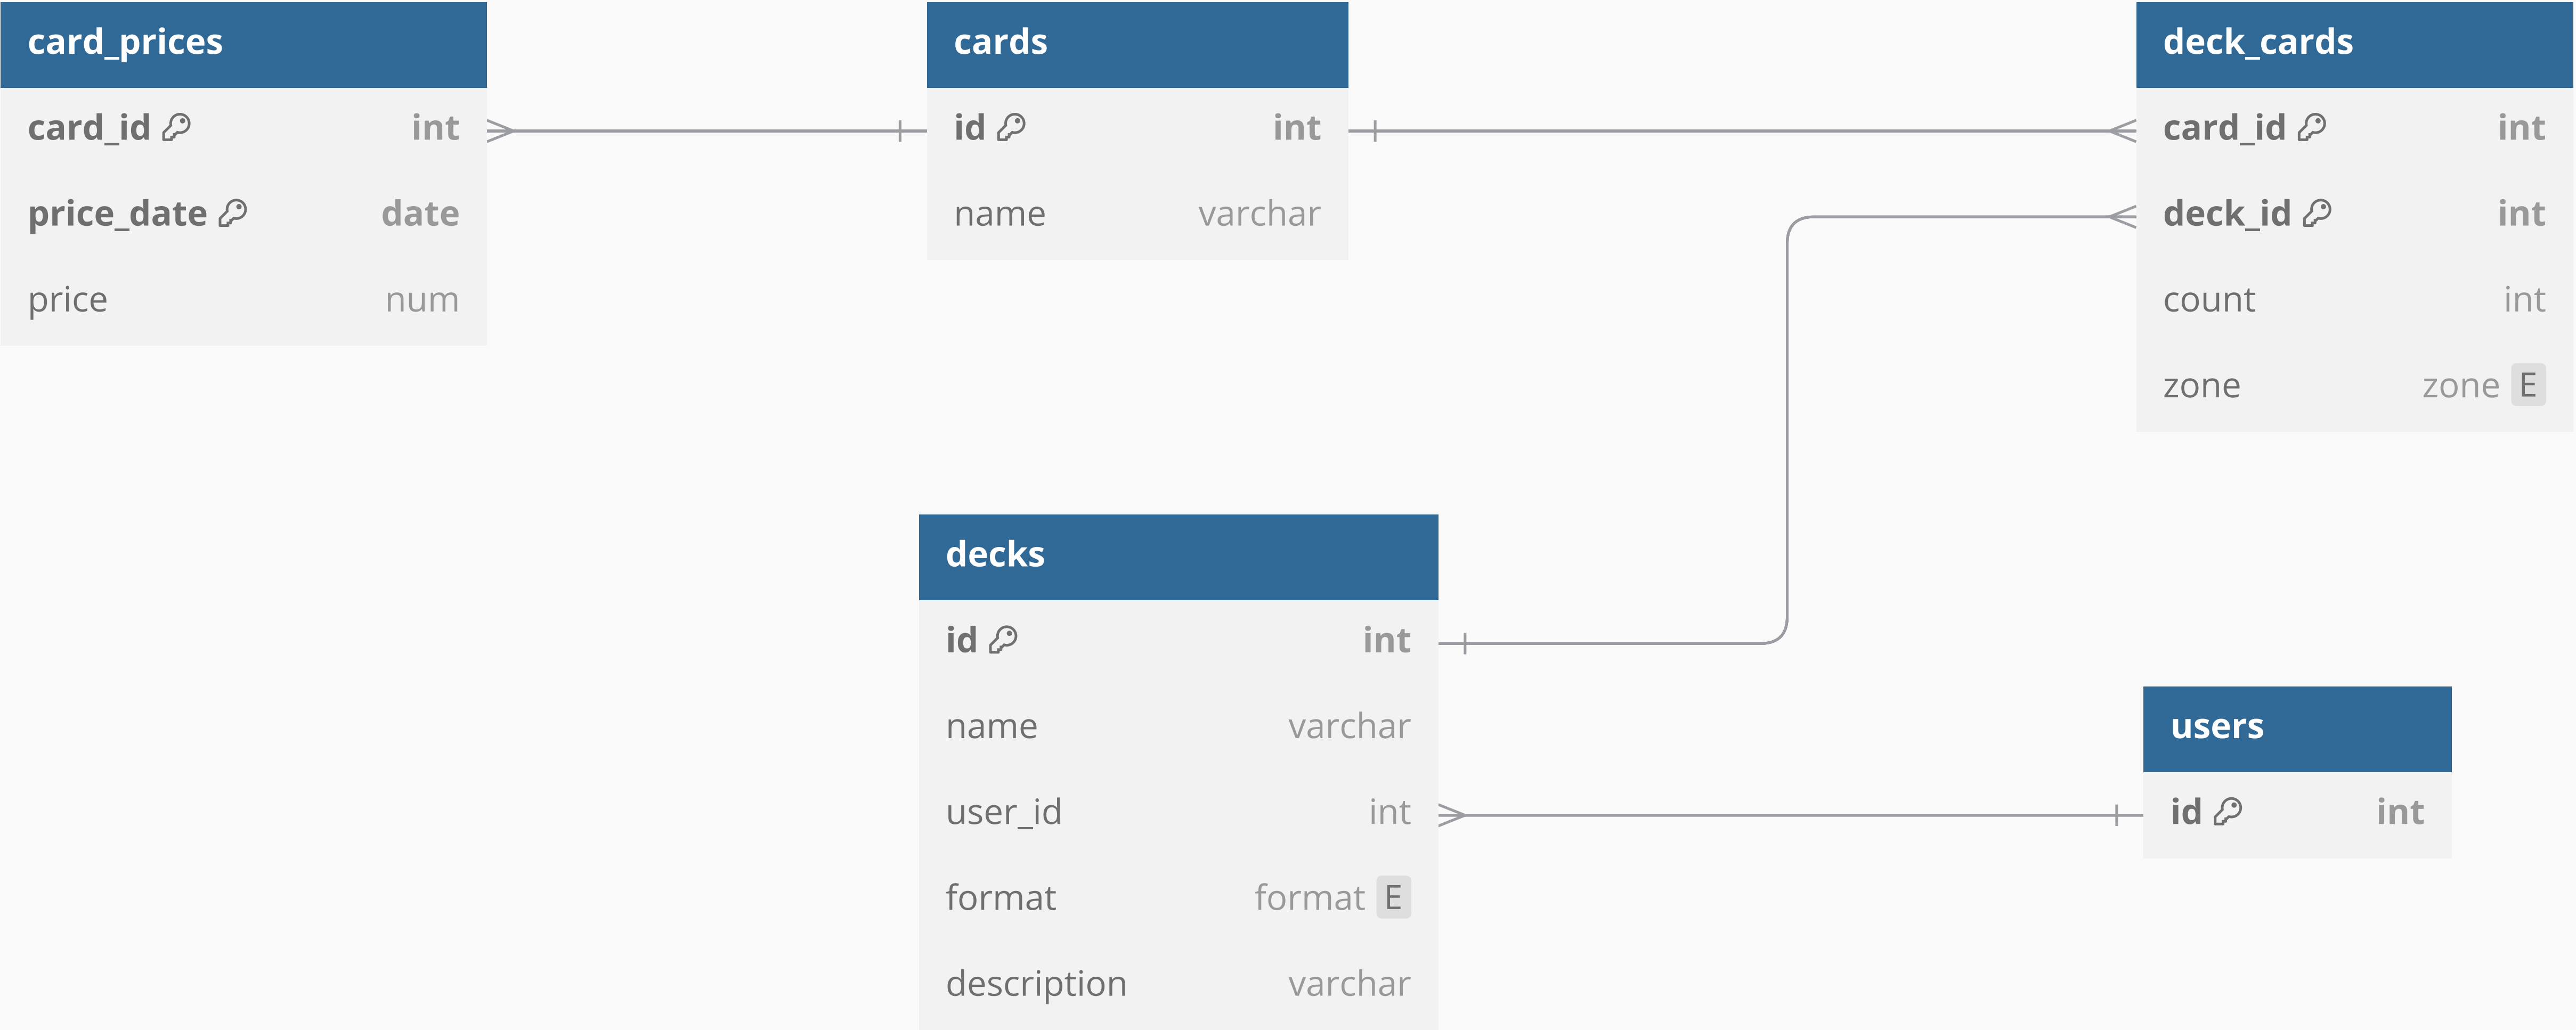 card_prices
card_id int
price_date date
price num
cards
id int
name varchar
deck_cards
card_id int
deck_id int
count int
zone zone E
decks
id int
name varchar
user_id int
format format E
description varchar
users
id int